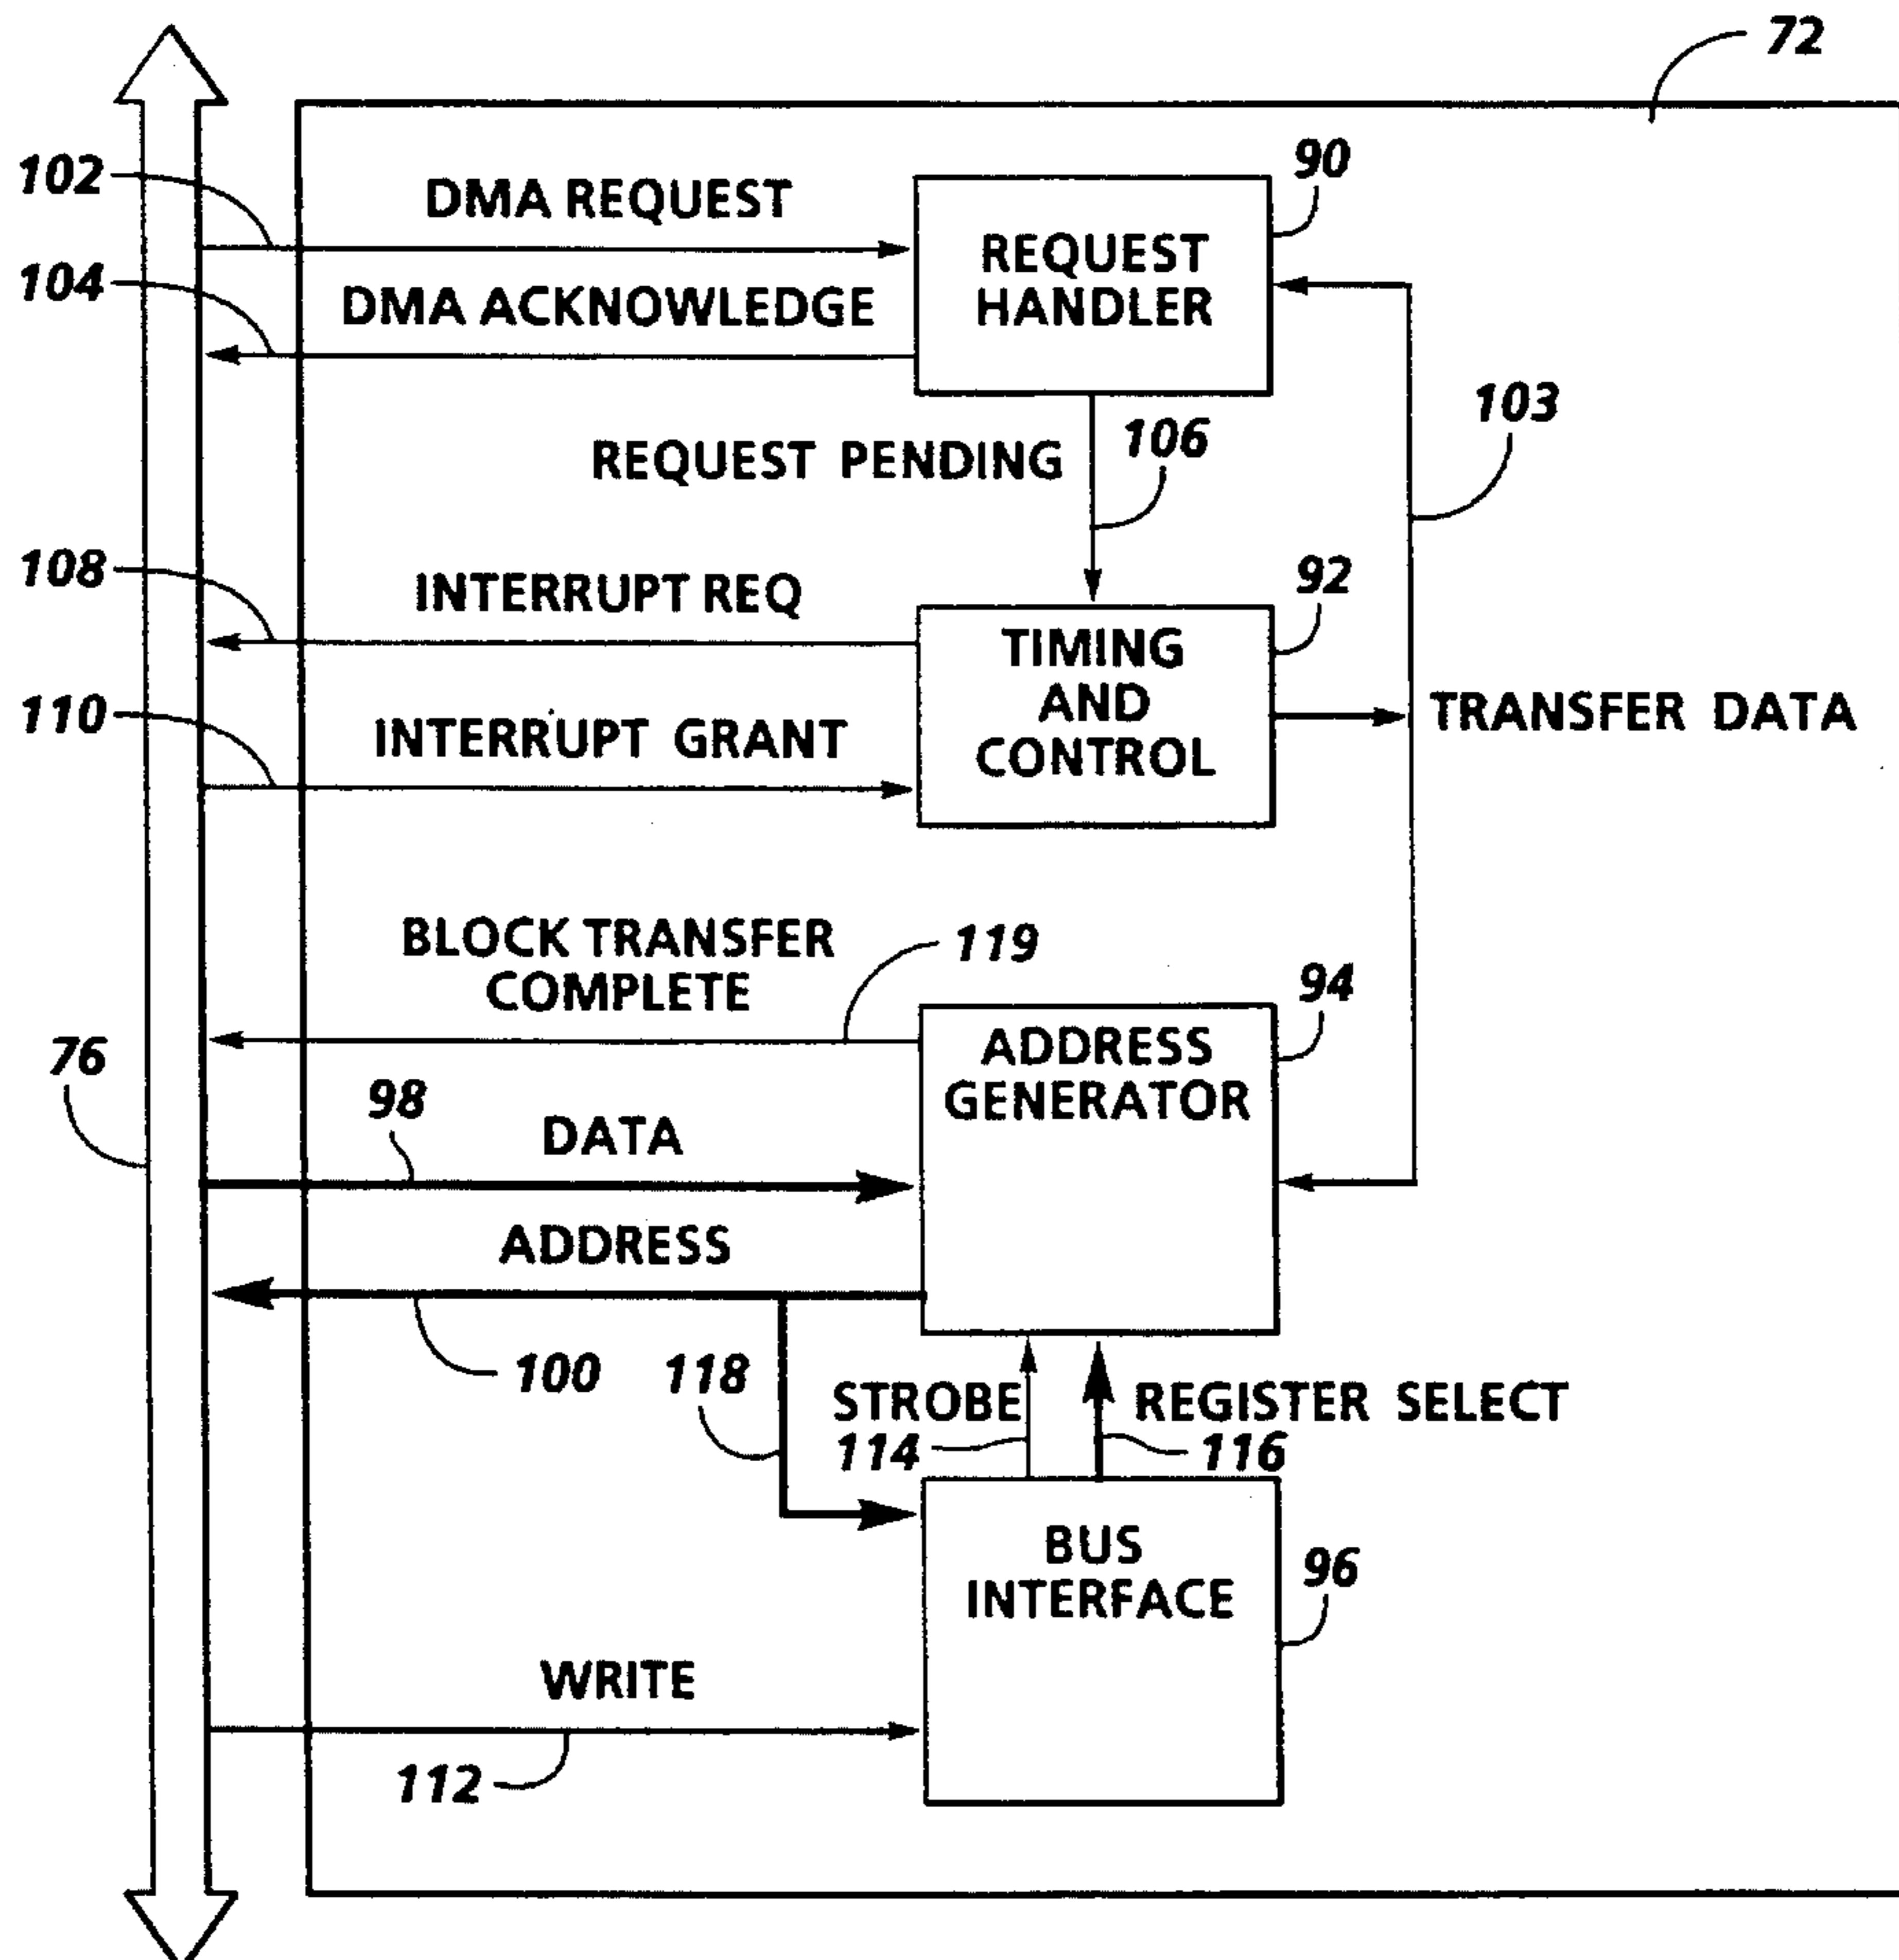 72
102
DMA REQUEST
90
REQUEST
HANDLER
104
DMA ACKNOWLEDGE
103
REQUEST PENDING
106
108
INTERRUPT REQ
92
TIMING
AND
CONTROL
110
INTERRUPT GRANT
TRANSFER DATA
BLOCK TRANSFER
COMPLETE
119
94
ADDRESS
GENERATOR
76
98
DATA
ADDRESS
100
118
STROBE
114
REGISTER SELECT
116
BUS
INTERFACE
96
WRITE
112